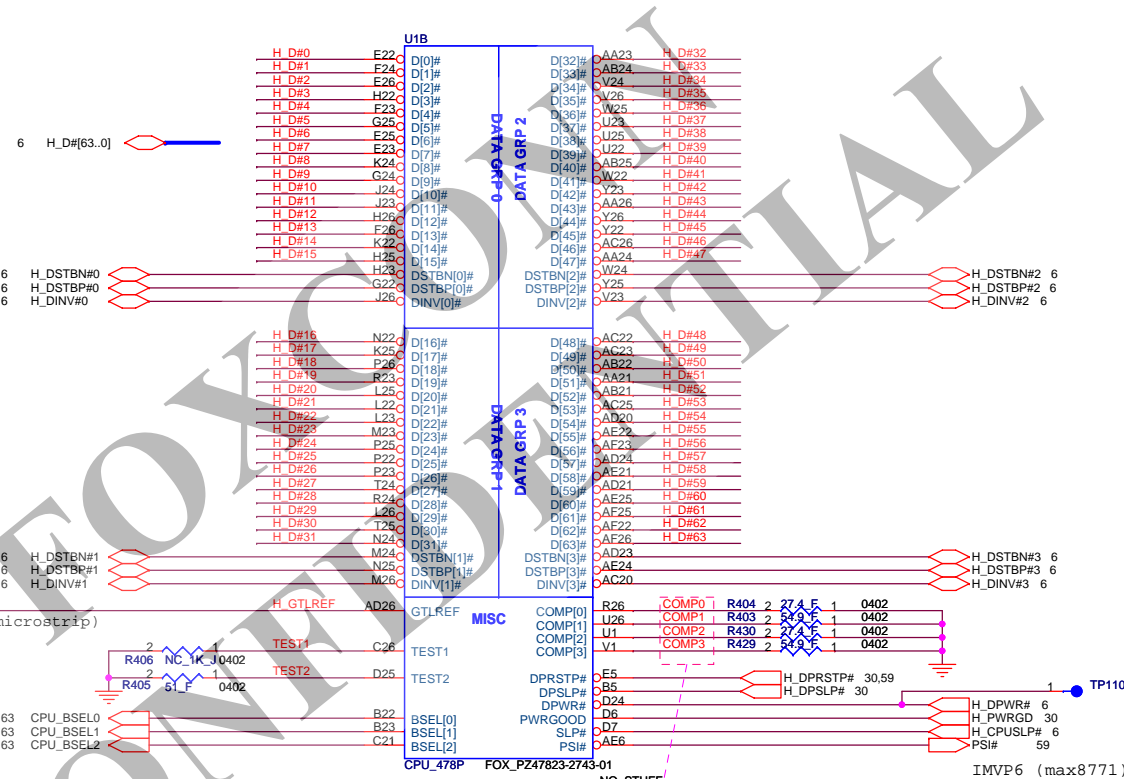 FOXCONN
CONFIDENTIAL
U1B
H_D#0 E22 D[0]# D[32]# AA23 H_D#32
H_D#1 F24 D[1]# D[33]# AB24 H_D#33
H_D#2 E26 D[2]# D[34]# V24 H_D#34
H_D#3 H22 D[3]# D[35]# V26 H_D#35
H_D#4 F23 D[4]# D[36]# W25 H_D#36
H_D#5 G25 D[5]# D[37]# U23 H_D#37
H_D#6 E25 D[6]# D[38]# U25 H_D#38
H_D#7 E23 D[7]# D[39]# U22 H_D#39
H_D#8 K24 D[8]# D[40]# AB25 H_D#40
H_D#9 G24 D[9]# D[41]# W22 H_D#41
H_D#10 J24 D[10]# D[42]# Y23 H_D#42
H_D#11 J23 D[11]# D[43]# AA26 H_D#43
H_D#12 H26 D[12]# D[44]# Y26 H_D#44
H_D#13 F26 D[13]# D[45]# Y22 H_D#45
H_D#14 K22 D[14]# D[46]# AC26 H_D#46
H_D#15 H25 D[15]# D[47]# AA24 H_D#47
6 H_D#[63..0]
DATA GRP 0
DATA GRP 2
6 H_DSTBN#0 H23 DSTBN[0]# DSTBN[2]# W24 H_DSTBN#2 6
6 H_DSTBP#0 G22 DSTBP[0]# DSTBP[2]# Y25 H_DSTBP#2 6
6 H_DINV#0 J26 DINV[0]# DINV[2]# V23 H_DINV#2 6
H_D#16 N22 D[16]# D[48]# AC22 H_D#48
H_D#17 K25 D[17]# D[49]# AC23 H_D#49
H_D#18 P26 D[18]# D[50]# AB22 H_D#50
H_D#19 R23 D[19]# D[51]# AA21 H_D#51
H_D#20 L25 D[20]# D[52]# AB21 H_D#52
H_D#21 L22 D[21]# D[53]# AC25 H_D#53
H_D#22 L23 D[22]# D[54]# AD20 H_D#54
H_D#23 M23 D[23]# D[55]# AE22 H_D#55
H_D#24 P25 D[24]# D[56]# AF23 H_D#56
H_D#25 P22 D[25]# D[57]# AD24 H_D#57
H_D#26 P23 D[26]# D[58]# AE21 H_D#58
H_D#27 T24 D[27]# D[59]# AD21 H_D#59
H_D#28 R24 D[28]# D[60]# AE25 H_D#60
H_D#29 L26 D[29]# D[61]# AF25 H_D#61
H_D#30 T25 D[30]# D[62]# AF22 H_D#62
H_D#31 N24 D[31]# D[63]# AF26 H_D#63
DATA GRP 1
DATA GRP 3
6 H_DSTBN#1 M24 DSTBN[1]# DSTBN[3]# AD23 H_DSTBN#3 6
6 H_DSTBP#1 N25 DSTBP[1]# DSTBP[3]# AE24 H_DSTBP#3 6
6 H_DINV#1 M26 DINV[1]# DINV[3]# AC20 H_DINV#3 6
H_GTLREF AD26 GTLREF MISC COMP[0] R26 COMP0 R404 2 27.4_F 1 0402
microstrip)
COMP[1] U26 COMP1 R403 2 54.9_F 1 0402
COMP[2] U1 COMP2 R430 2 27.4_F 1 0402
COMP[3] V1 COMP3 R429 2 54.9_F 1 0402
R406 2 NC_1K_J 1 0402 TEST1 C26 TEST1
R405 2 51_F 1 0402 TEST2 D25 TEST2
DPRSTP# E5 H_DPRSTP# 30,59
DPSLP# B5 H_DPSLP# 30
DPWR# D24 H_DPWR# 6
1 TP110
63 CPU_BSEL0 B22 BSEL[0] PWRGOOD D6 H_PWRGD 30
63 CPU_BSEL1 B23 BSEL[1] SLP# D7 H_CPUSLP# 6
63 CPU_BSEL2 C21 BSEL[2] PSI# AE6 PSI# 59
CPU_478P FOX_PZ47823-2743-01
IMVP6 (max8771)
NO_STUFF